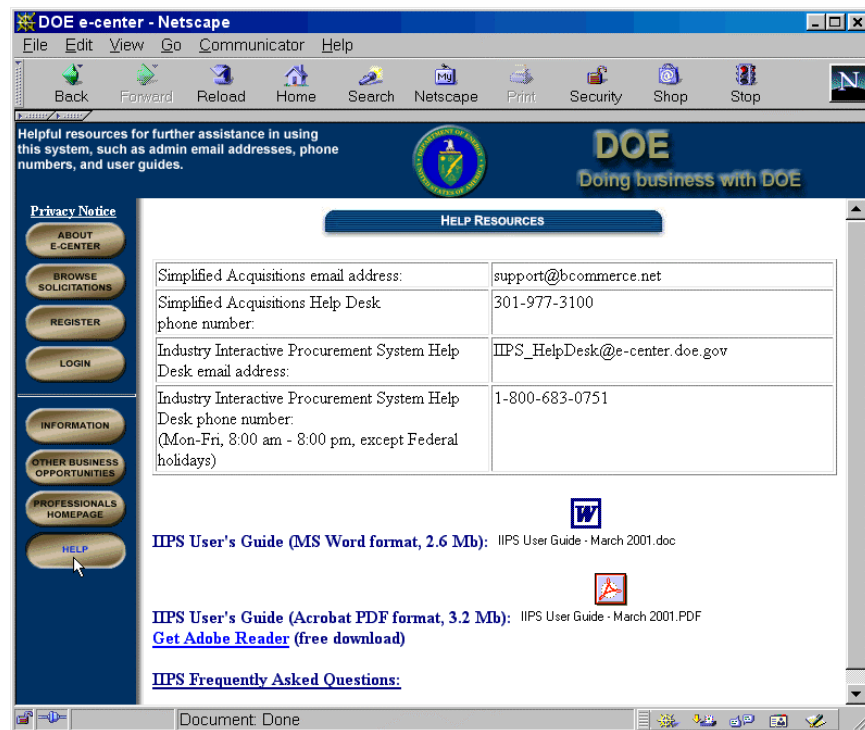 DOE e-center - Netscape
File Edit View Go Communicator Help
Back Forward Reload Home Search Netscape Print Security Shop Stop
My
N
Helpful resources for further assistance in using
this system, such as admin email addresses, phone
numbers, and user guides.
DOE
Doing business with DOE
Privacy Notice
ABOUT
E-CENTER
BROWSE
SOLICITATIONS
REGISTER
LOGIN
INFORMATION
OTHER BUSINESS
OPPORTUNITIES
PROFESSIONALS
HOMEPAGE
HELP
HELP RESOURCES
Simplified Acquisitions email address: support@bcommerce.net
Simplified Acquisitions Help Desk 301-977-3100
phone number:
Industry Interactive Procurement System Help IIPS_HelpDesk@e-center.doe.gov
Desk email address:
Industry Interactive Procurement System Help 1-800-683-0751
Desk phone number:
(Mon-Fri, 8:00 am - 8:00 pm, except Federal
holidays)
W
IIPS User's Guide (MS Word format, 2.6 Mb): IIPS User Guide - March 2001.doc
IIPS User's Guide (Acrobat PDF format, 3.2 Mb): IIPS User Guide - March 2001.PDF
Get Adobe Reader (free download)
IIPS Frequently Asked Questions:
Document: Done